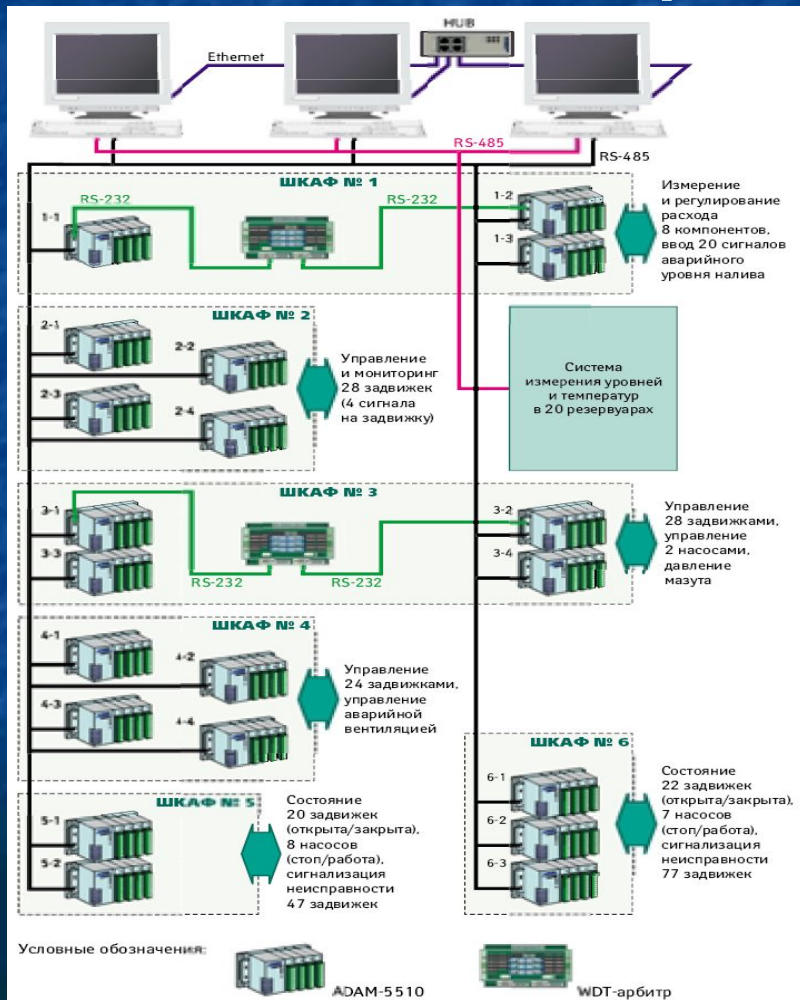 HUB
Ethernet
RS-485
RS-485
ШКАФ № 1
RS-232
RS-232
1-1
1-2
1-3
Измерение
и регулирование
расхода
8 компонентов,
ввод 20 сигналов
аварийного
уровня налива
ШКАФ № 2
2-1
2-2
2-3
2-4
Управление
и мониторинг
28 задвижек
(4 сигнала
на задвижку)
Система
измерения уровней
и температур
в 20 резервуарах
ШКАФ № 3
3-1
3-2
3-3
3-4
RS-232
RS-232
Управление
28 задвижками,
управление
2 насосами,
давление
мазута
ШКАФ № 4
4-1
4-2
4-3
4-4
Управление
24 задвижками,
управление
аварийной
вентиляцией
ШКАФ № 5
5-1
5-2
Состояние
20 задвижек
(открыта/закрыта),
8 насосов
(стоп/работа),
сигнализация
неисправности
47 задвижек
ШКАФ № 6
6-1
6-2
6-3
Состояние
22 задвижек
(открыта/закрыта),
7 насосов
(стоп/работа),
сигнализация
неисправности
77 задвижек
Условные обозначения:
ADAM-5510
WDT-арбитр